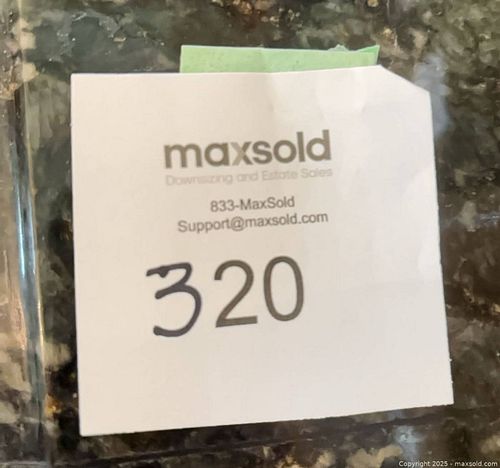 maxsold
Downsizing and Estate Sales
833-MaxSold
Support@maxsold.com
320
Copyright 2025 - maxsold.com